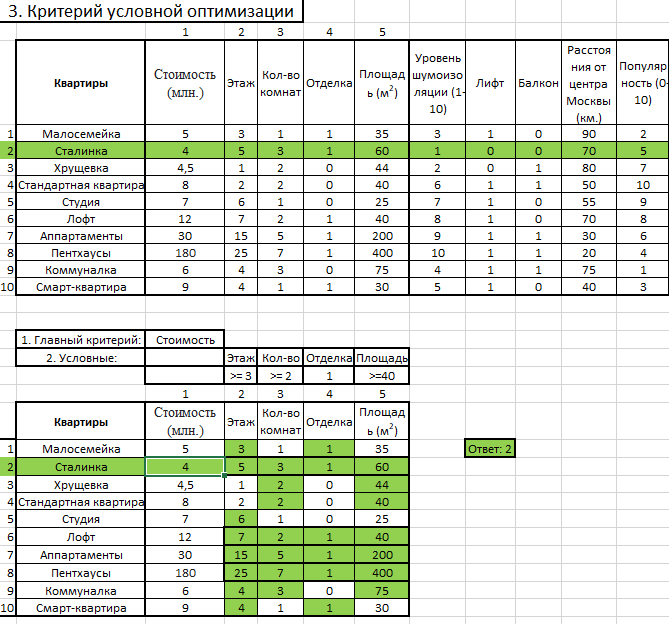 3. Критерий условной оптимизации
1 2 3 4 5
Квартиры Стоимость (млн.) Этаж Кол-во комнат Отделка Площадь (м2) Уровень шумоизоляции (1-10) Лифт Балкон Расстояния от центра Москвы (км.) Популярность (0-10)
1 Малосемейка 5 3 1 1 35 3 1 0 90 2
2 Сталинка 4 5 3 1 60 1 0 0 70 5
3 Хрущевка 4,5 1 2 0 44 2 0 1 80 7
4 Стандартная квартира 8 2 2 0 40 6 1 1 50 10
5 Студия 7 6 1 0 25 7 1 0 55 9
6 Лофт 12 7 2 1 40 8 1 0 70 8
7 Аппартаменты 30 15 5 1 200 9 1 1 30 6
8 Пентхаусы 180 25 7 1 400 10 1 1 20 4
9 Коммуналка 6 4 3 0 75 4 1 1 75 1
10 Смарт-квартира 9 4 1 1 30 5 1 0 40 3
1. Главный критерий: Стоимость
2. Условные: Этаж Кол-во Отделка Площадь
>= 3 >= 2 1 >=40
1 2 3 4 5
Квартиры Стоимость (млн.) Этаж Кол-во комнат Отделка Площадь (м2)
1 Малосемейка 5 3 1 1 35 Ответ: 2
2 Сталинка 4 5 3 1 60
3 Хрущевка 4,5 1 2 0 44
4 Стандартная квартира 8 2 2 0 40
5 Студия 7 6 1 0 25
6 Лофт 12 7 2 1 40
7 Аппартаменты 30 15 5 1 200
8 Пентхаусы 180 25 7 1 400
9 Коммуналка 6 4 3 0 75
10 Смарт-квартира 9 4 1 1 30